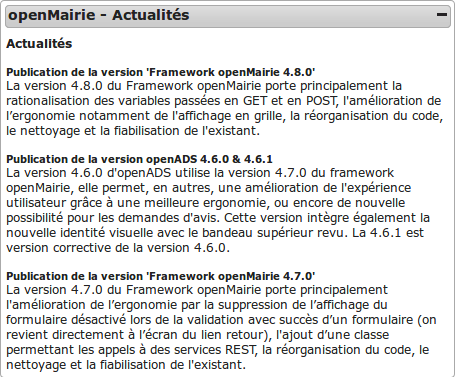 openMairie - Actualités
Actualités
Publication de la version 'Framework openMairie 4.8.0'
La version 4.8.0 du Framework openMairie porte principalement la
rationalisation des variables passées en GET et en POST, l'amélioration de
l’ergonomie notamment de l'affichage en grille, la réorganisation du code,
le nettoyage et la fiabilisation de l'existant.
Publication de la version openADS 4.6.0 & 4.6.1
La version 4.6.0 d'openADS utilise la version 4.7.0 du framework
openMairie, elle permet, en autres, une amélioration de l'expérience
utilisateur grâce à une meilleure ergonomie, ou encore de nouvelle
possibilité pour les demandes d'avis. Cette version intègre également la
nouvelle identité visuelle avec le bandeau supérieur revu. La 4.6.1 est
version corrective de la version 4.6.0.
Publication de la version 'Framework openMairie 4.7.0'
La version 4.7.0 du Framework openMairie porte principalement
l'amélioration de l’ergonomie par la suppression de l’affichage du
formulaire désactivé lors de la validation avec succès d’un formulaire (on
revient directement à l’écran du lien retour), l'ajout d’une classe
permettant les appels à des services REST, la réorganisation du code, le
nettoyage et la fiabilisation de l'existant.